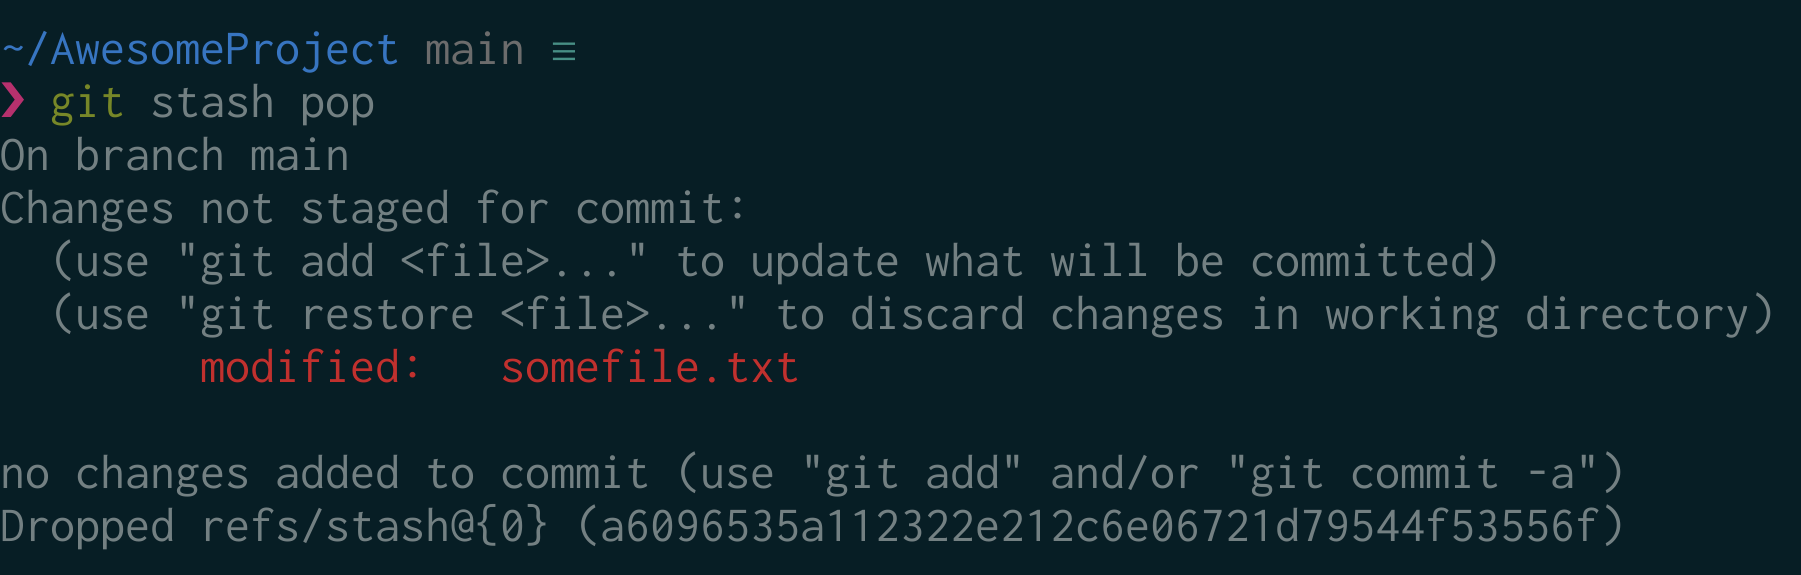 ~/AwesomeProject main ≡
❯ git stash pop
On branch main
Changes not staged for commit:
  (use "git add <file>..." to update what will be committed)
  (use "git restore <file>..." to discard changes in working directory)
        modified:   somefile.txt

no changes added to commit (use "git add" and/or "git commit -a")
Dropped refs/stash@{0} (a6096535a112322e212c6e06721d79544f53556f)